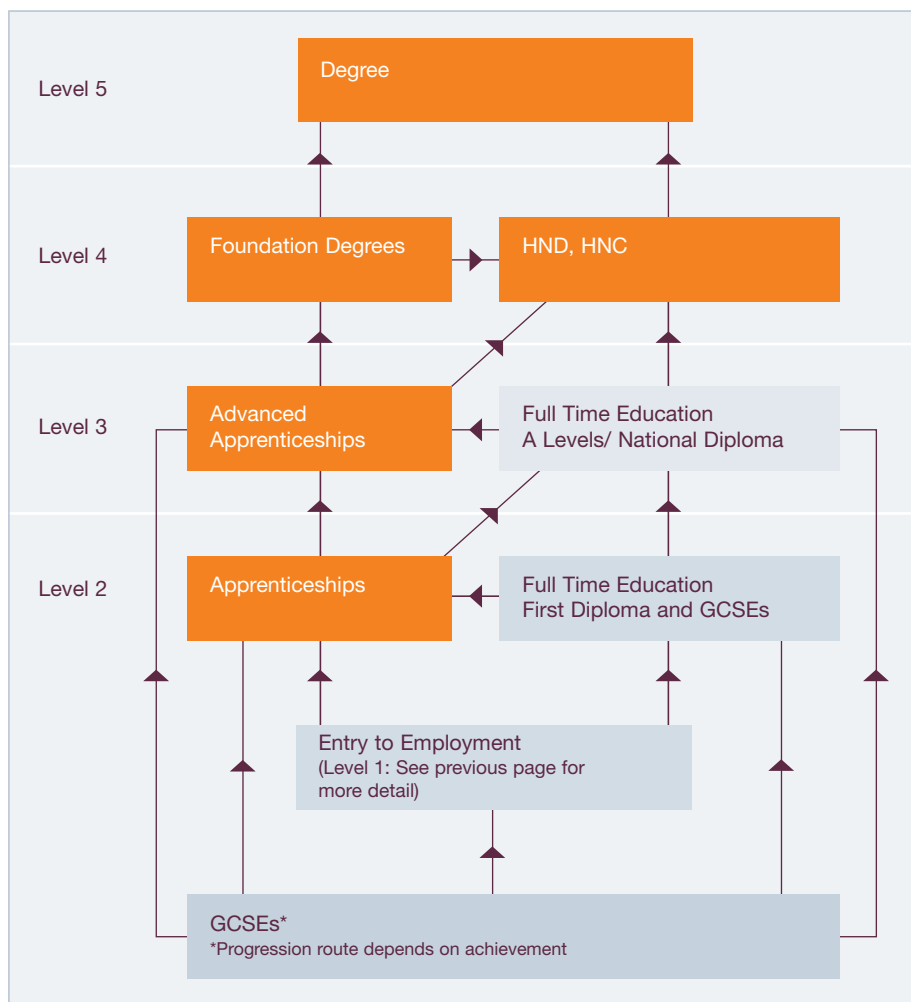 Degree
Level 5
Foundation Degrees
HND, HNC
Level 4
Advanced
Apprenticeships
Full Time Education
A Levels/ National Diploma
Level 3
Apprenticeships
Full Time Education
First Diploma and GCSEs
Level 2
Entry to Employment
(Level 1: See previous page for
more detail)
GCSEs*
*Progression route depends on achievement